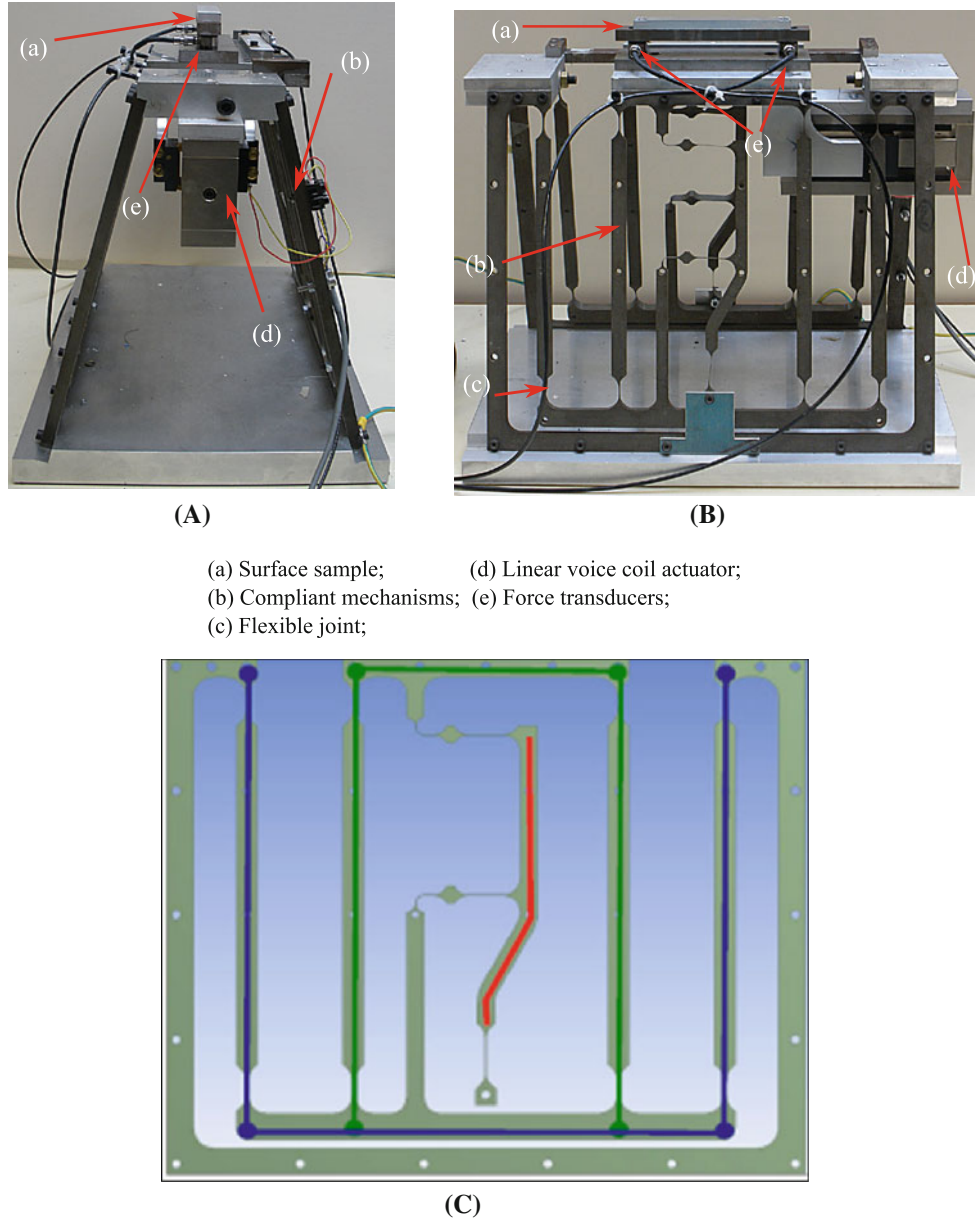 (a)
(b)
(e)
(d)
(A)
(a)
(e)
(b)
(d)
(c)
(B)
(a) Surface sample; (d) Linear voice coil actuator;
(b) Compliant mechanisms; (e) Force transducers;
(c) Flexible joint;
(C)